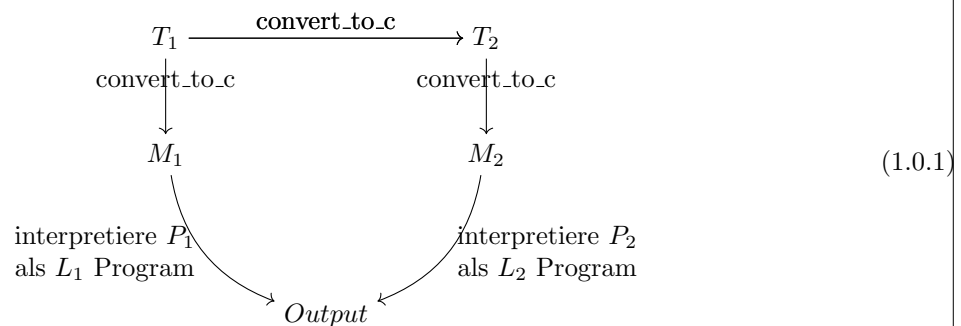 convert_to_c
T₁ T₂
convert_to_c convert_to_c
M₁ M₂ (1.0.1)
interpretiere P₁ interpretiere P₂
als L₁ Program als L₂ Program
Output